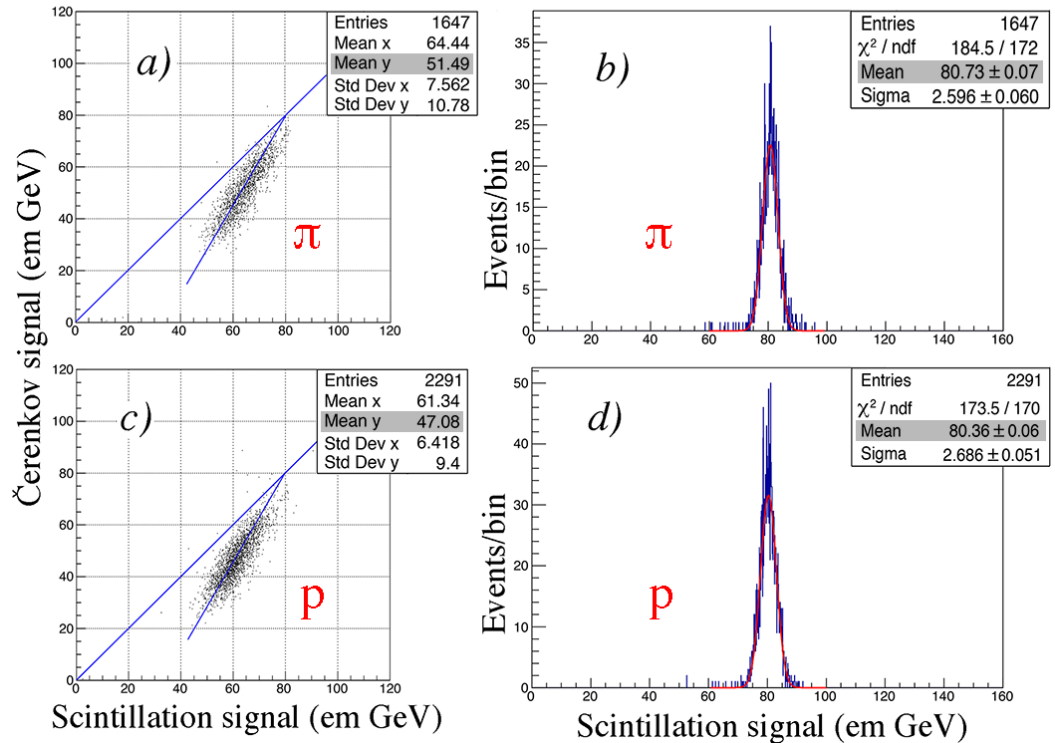 Entries 1647
Mean x 64.44
Mean y 51.49
Std Dev x 7.562
Std Dev y 10.78
a)
π
120
100
80
60
40
20
0
0 20 40 60 80 100 120
Entries 1647
χ² / ndf 184.5 / 172
Mean 80.73 ± 0.07
Sigma 2.596 ± 0.060
b)
π
Events/bin
35
30
25
20
15
10
5
0
0 20 40 60 80 100 120 140 160
Čerenkov signal (em GeV)
Entries 2291
Mean x 61.34
Mean y 47.08
Std Dev x 6.418
Std Dev y 9.4
c)
p
120
100
80
60
40
20
0
0 20 40 60 80 100 120
Scintillation signal (em GeV)
Entries 2291
χ² / ndf 173.5 / 170
Mean 80.36 ± 0.06
Sigma 2.686 ± 0.051
d)
p
Events/bin
50
40
30
20
10
0
0 20 40 60 80 100 120 140 160
Scintillation signal (em GeV)